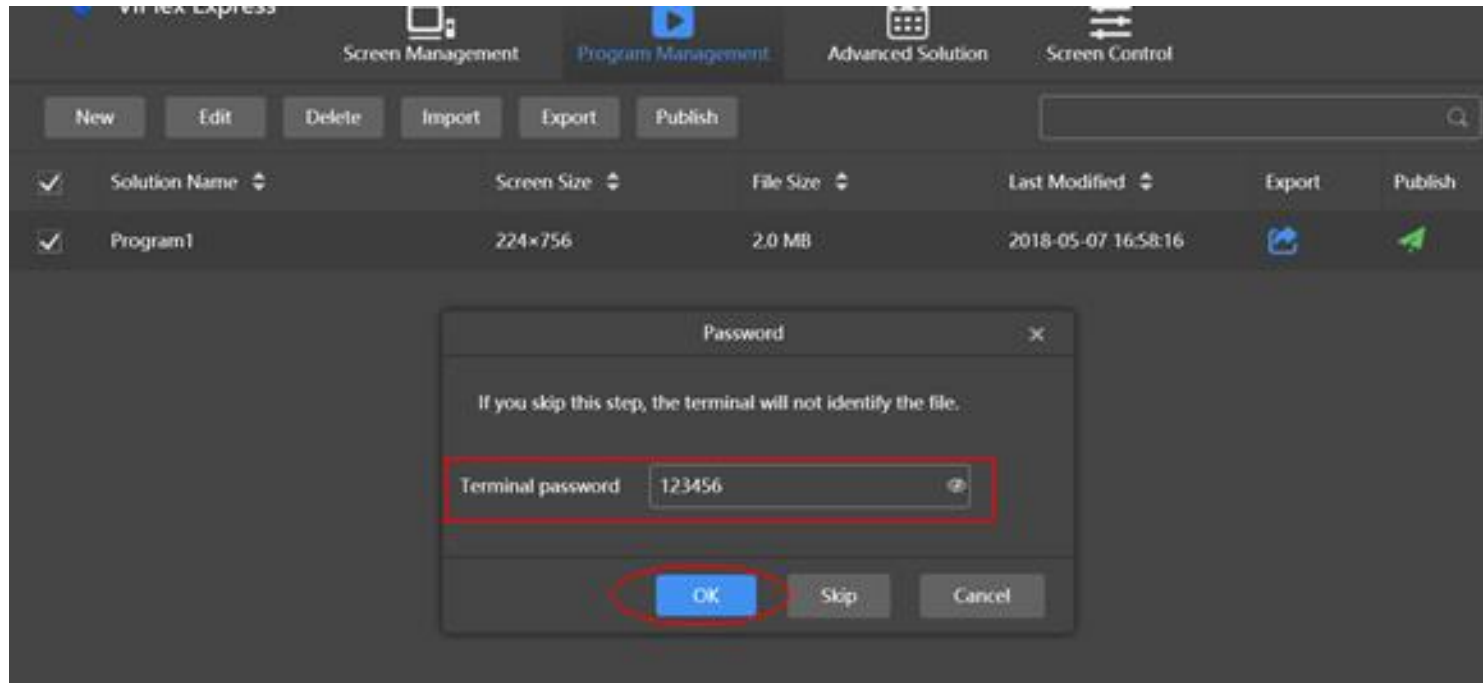 ViPlex Express
Screen Management Program Management Advanced Solution Screen Control
New Edit Delete Import Export Publish
Solution Name Screen Size File Size Last Modified Export Publish
Program1 224×756 2.0 MB 2018-05-07 16:58:16
Password
If you skip this step, the terminal will not identify the file.
Terminal password 123456
OK Skip Cancel